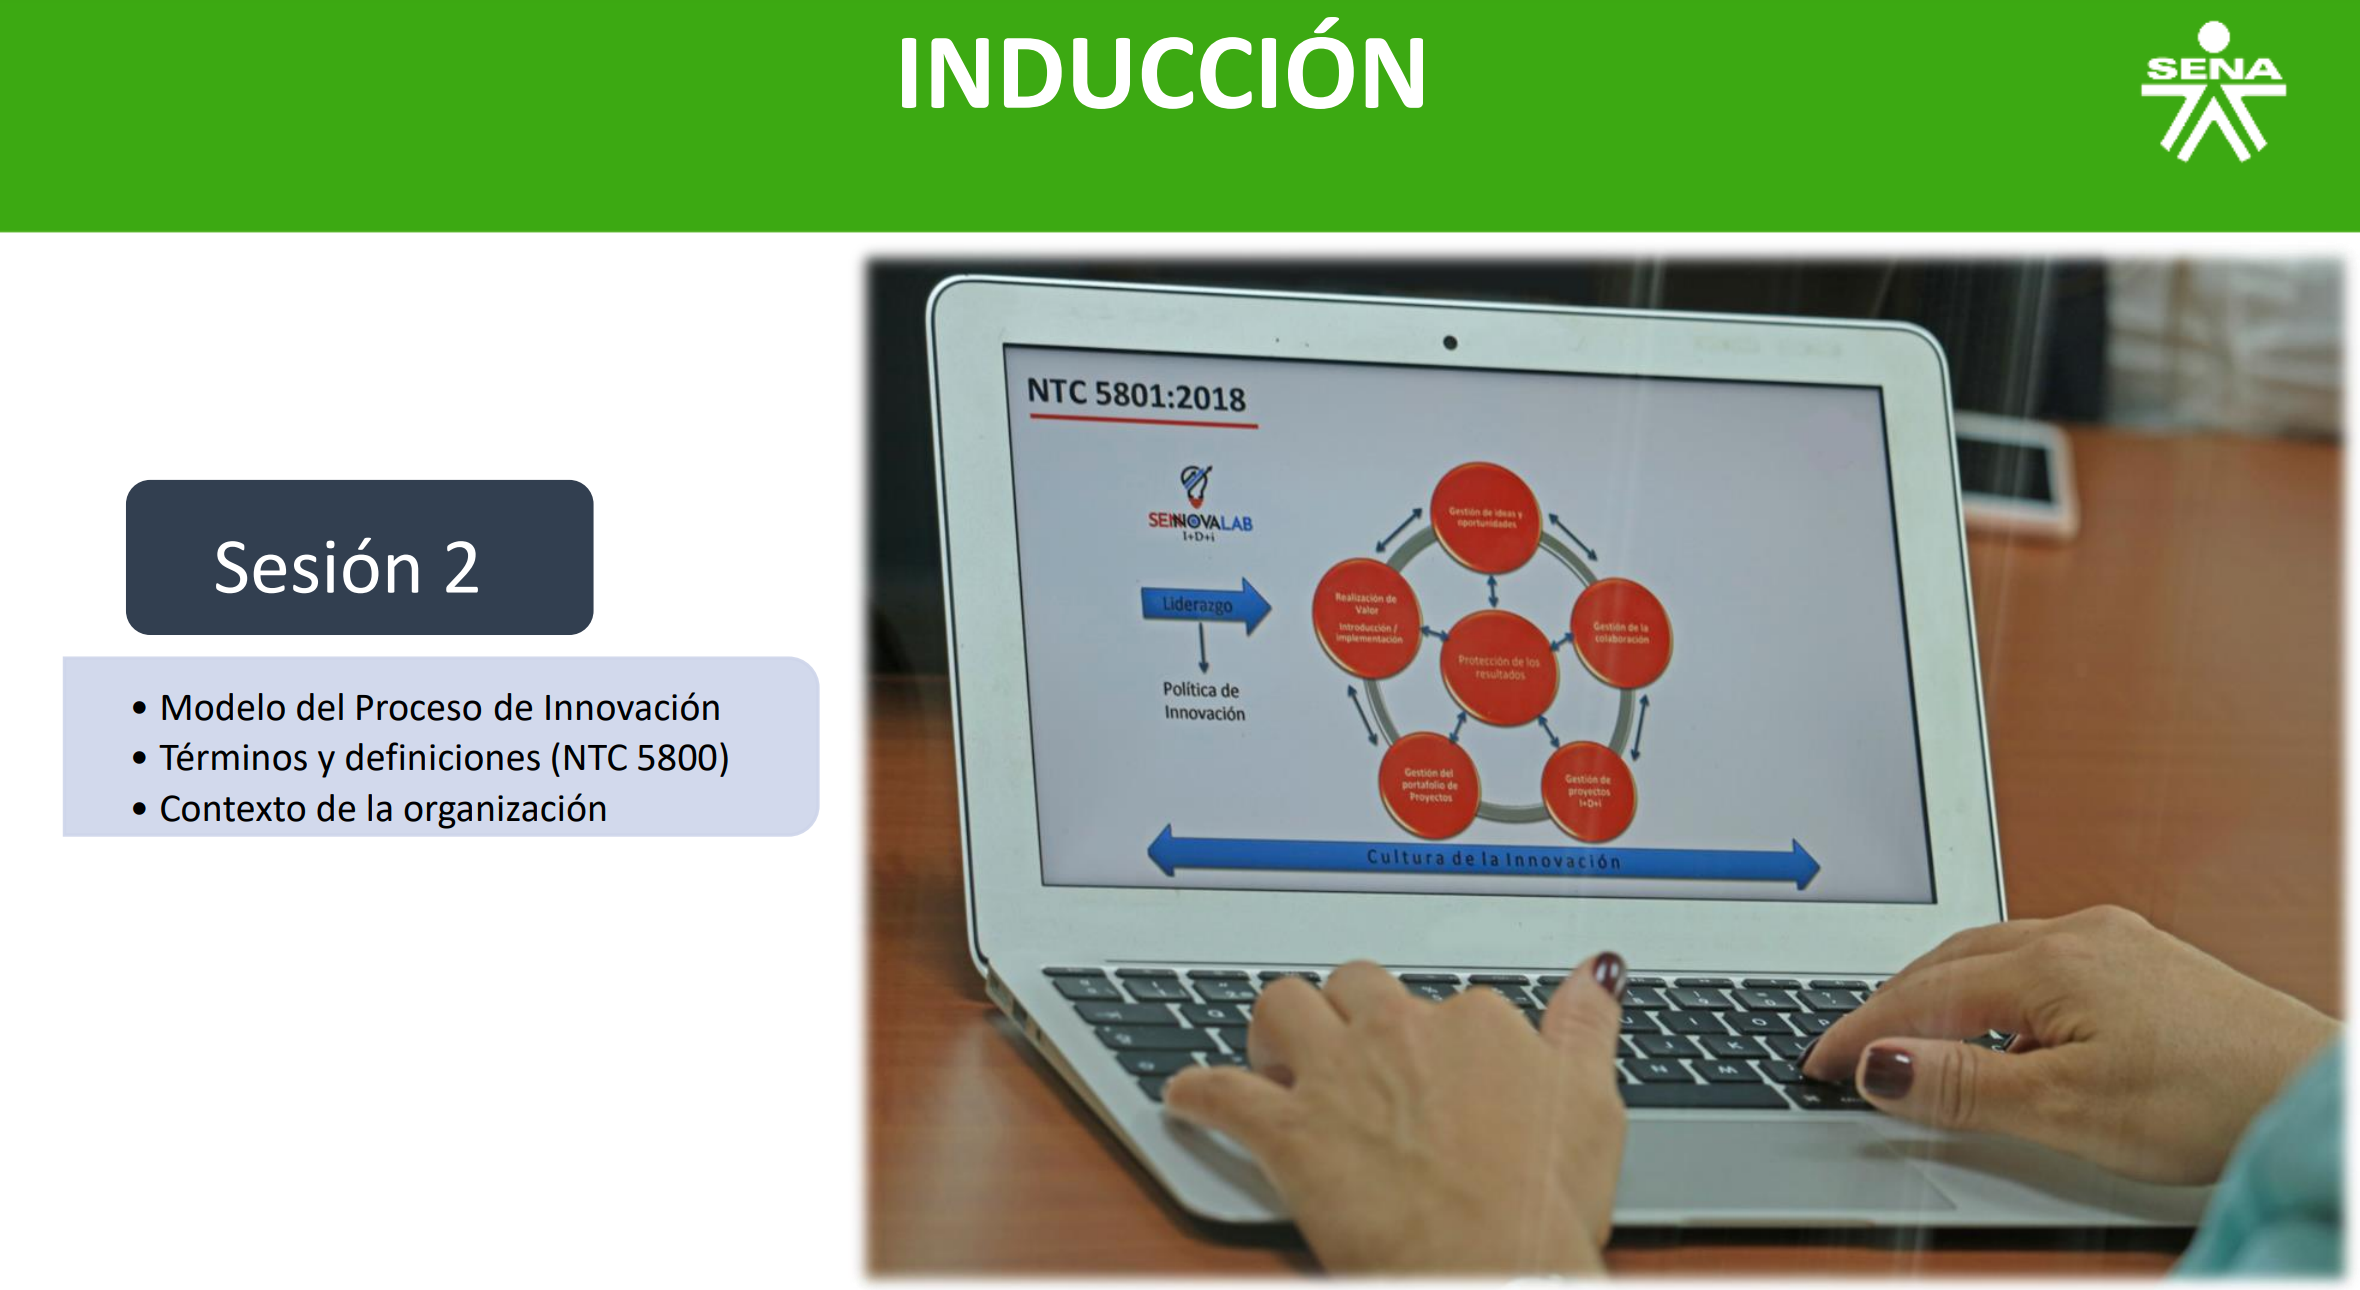 INDUCCIÓN
SENA
Sesión 2
• Modelo del Proceso de Innovación
• Términos y definiciones (NTC 5800)
• Contexto de la organización
NTC 5801:2018
SENNOVALAB
I+D+i
Liderazgo
Política de
Innovación
Gestión de ideas y
oportunidades
Realización de
Valor
Introducción /
implementación
Gestión de la
colaboración
Protección de los
resultados
Gestión del
portafolio de
Proyectos
Gestión de
proyectos
I+D+i
Cultura de la Innovación